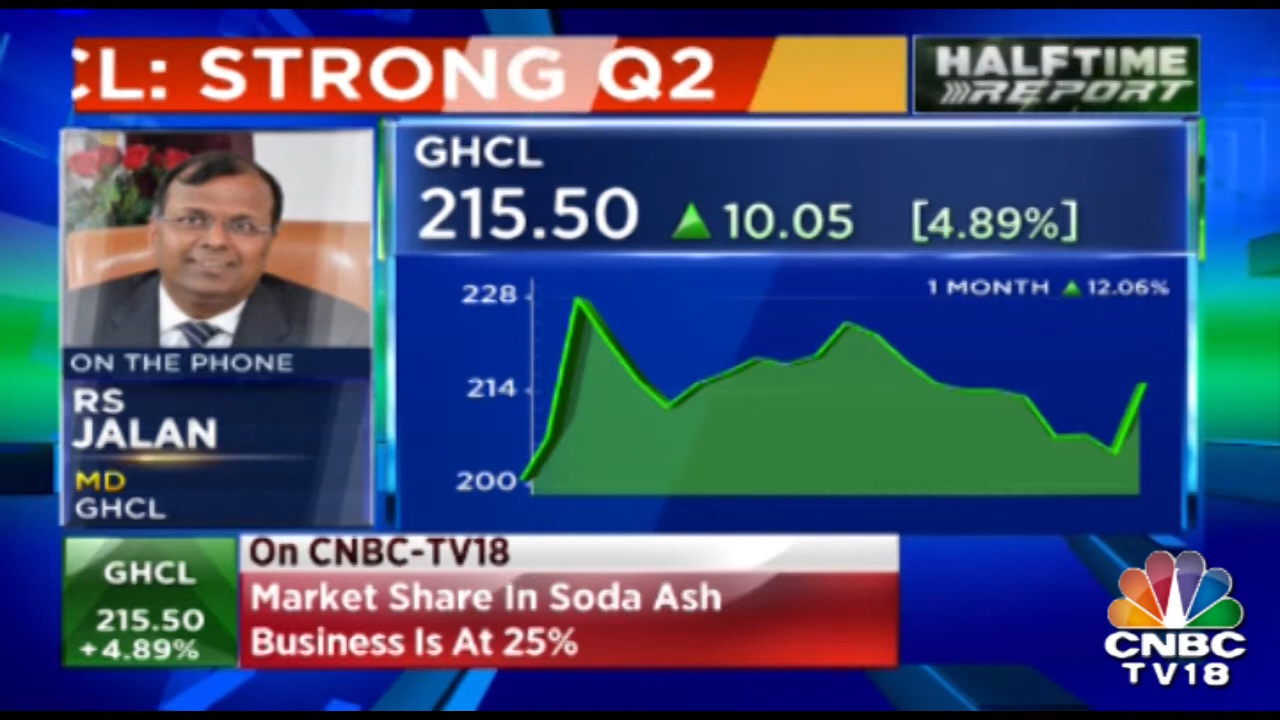 CL: STRONG Q2
HALFTIME
REPORT
GHCL
215.50 ▲ 10.05 [4.89%]
1 MONTH ▲ 12.06%
228
214
200
ON THE PHONE
RS
JALAN
MD
GHCL
GHCL
215.50
+4.89%
On CNBC-TV18
Market Share In Soda Ash
Business Is At 25%
CNBC
TV18